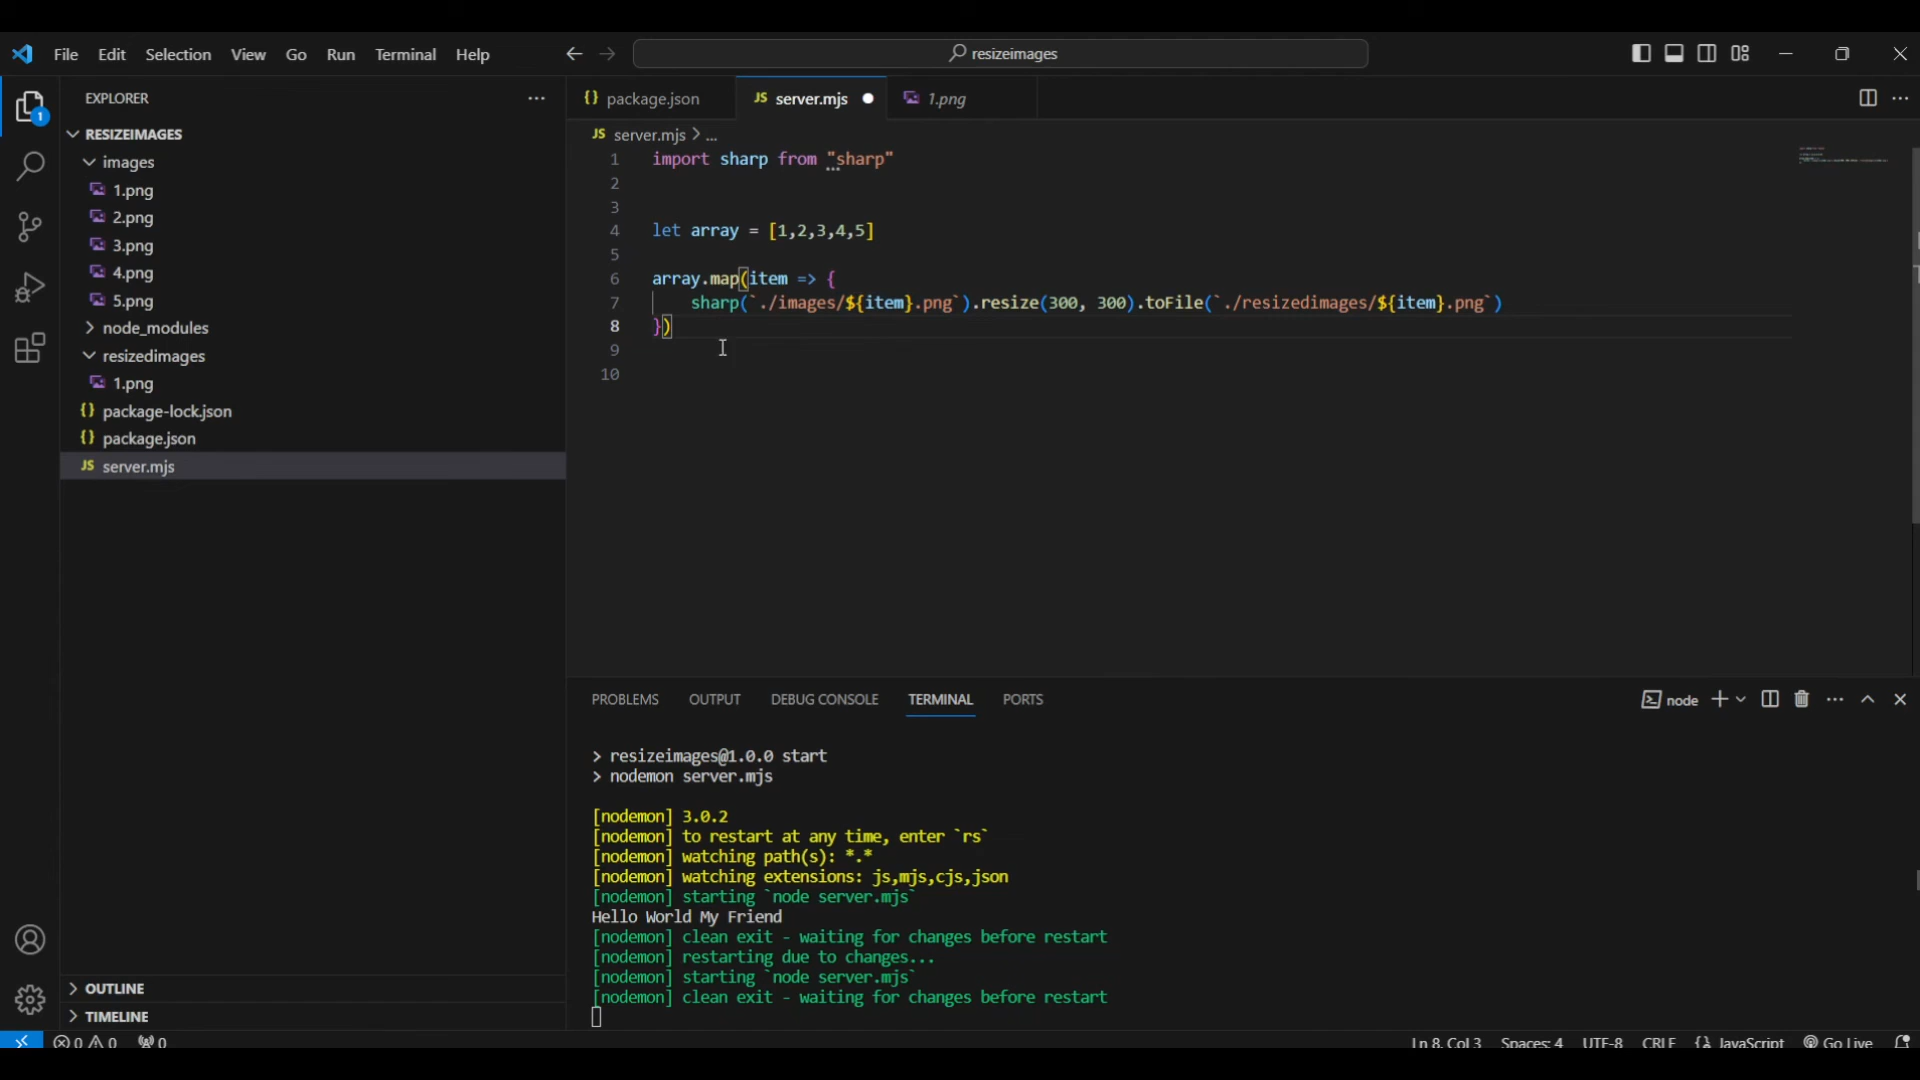 File Edit Selection View Go Run Terminal Help
resizeimages
EXPLORER
RESIZEIMAGES
images
1.png
2.png
3.png
4.png
5.png
node_modules
resizedimages
1.png
package-lock.json
package.json
server.mjs
OUTLINE
TIMELINE
1
package.json
server.mjs
1.png
server.mjs > ...
1 import sharp from "sharp"
2
3
4 let array = [1,2,3,4,5]
5
6 array.map(item => {
7 sharp(`./images/${item}.png`).resize(300, 300).toFile(`./resizedimages/${item}.png`)
8 })
9
10
PROBLEMS OUTPUT DEBUG CONSOLE TERMINAL PORTS
node
> resizeimages@1.0.0 start
> nodemon server.mjs
[nodemon] 3.0.2
[nodemon] to restart at any time, enter `rs`
[nodemon] watching path(s): *.*
[nodemon] watching extensions: js,mjs,cjs,json
[nodemon] starting `node server.mjs`
Hello World My Friend
[nodemon] clean exit - waiting for changes before restart
[nodemon] restarting due to changes...
[nodemon] starting `node server.mjs`
[nodemon] clean exit - waiting for changes before restart
0 0 0 Ln 8, Col 3 Spaces: 4 UTF-8 CRLF {} JavaScript Go Live